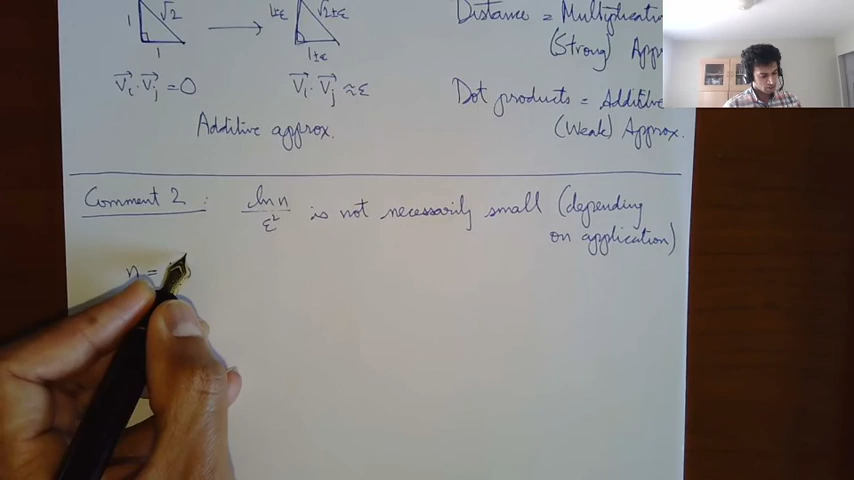 1 √2 1±ε √2±ε Distance = Multiplicativ
1 1±ε (Strong) App
V⃗i · V⃗j = 0 V⃗i · V⃗j ≈ ε Dot products = Additive
Additive approx. (Weak) Approx.
Comment 2 : ln n / ε² is not necessarily small (depending
on application)
n =